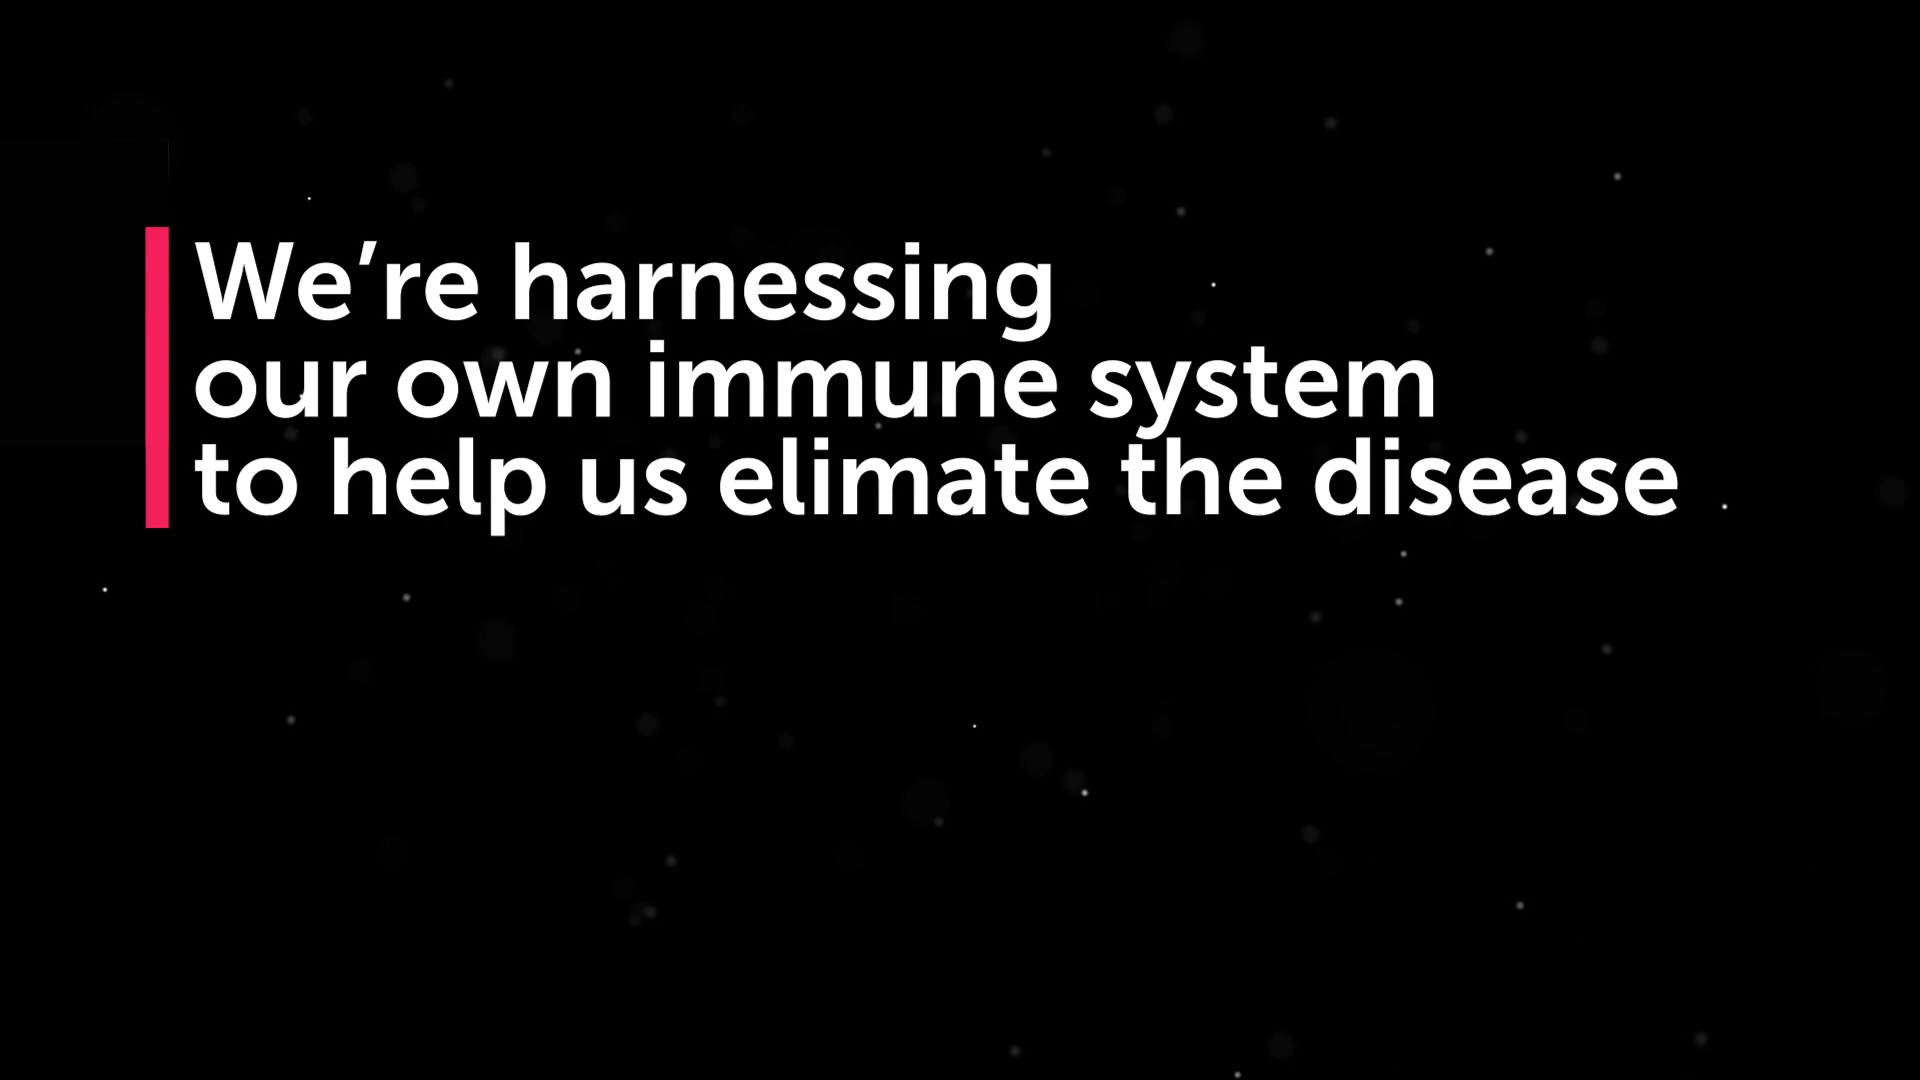 We’re harnessing
our own immune system
to help us elimate the disease